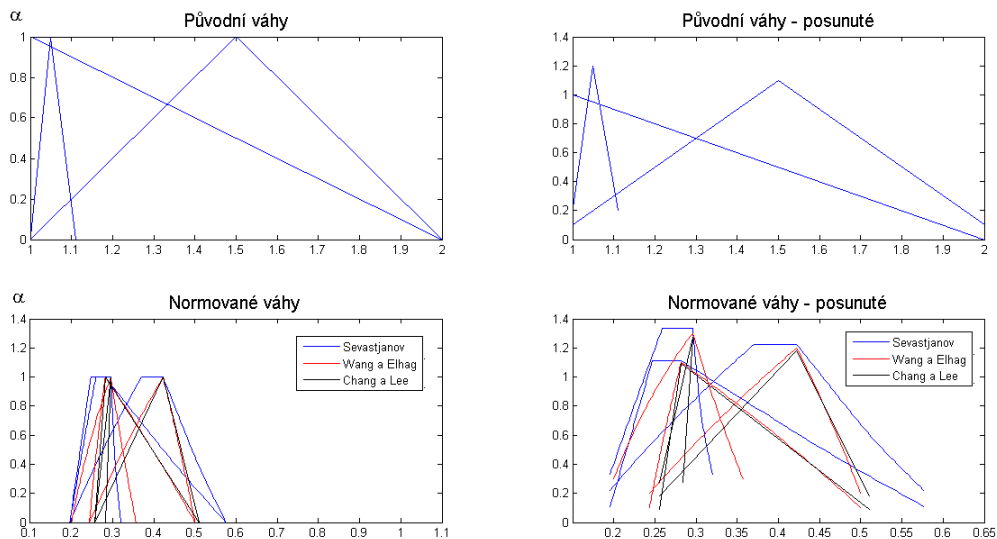 α
Původní váhy
1
0.8
0.6
0.4
0.2
0
1 1.1 1.2 1.3 1.4 1.5 1.6 1.7 1.8 1.9 2
Původní váhy - posunuté
1.4
1.2
1
0.8
0.6
0.4
0.2
0
1 1.1 1.2 1.3 1.4 1.5 1.6 1.7 1.8 1.9 2
α
Normované váhy
1.4
1.2
1
0.8
0.6
0.4
0.2
0
0.1 0.2 0.3 0.4 0.5 0.6 0.7 0.8 0.9 1 1.1
Sevastjanov
Wang a Elhag
Chang a Lee
Normované váhy - posunuté
1.4
1.2
1
0.8
0.6
0.4
0.2
0
0.2 0.25 0.3 0.35 0.4 0.45 0.5 0.55 0.6 0.65
Sevastjanov
Wang a Elhag
Chang a Lee